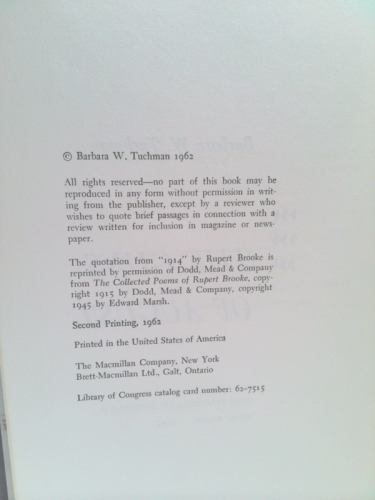 © Barbara W. Tuchman 1962
All rights reserved—no part of this book may be
reproduced in any form without permission in writ-
ing from the publisher, except by a reviewer who
wishes to quote brief passages in connection with a
review written for inclusion in magazine or news-
paper.
The quotation from "1914" by Rupert Brooke is
reprinted by permission of Dodd, Mead & Company
from The Collected Poems of Rupert Brooke, copy-
right 1915 by Dodd, Mead & Company, copyright
1945 by Edward Marsh.
Second Printing, 1962
Printed in the United States of America
The Macmillan Company, New York
Brett-Macmillan Ltd., Galt, Ontario
Library of Congress catalog card number: 62-7515